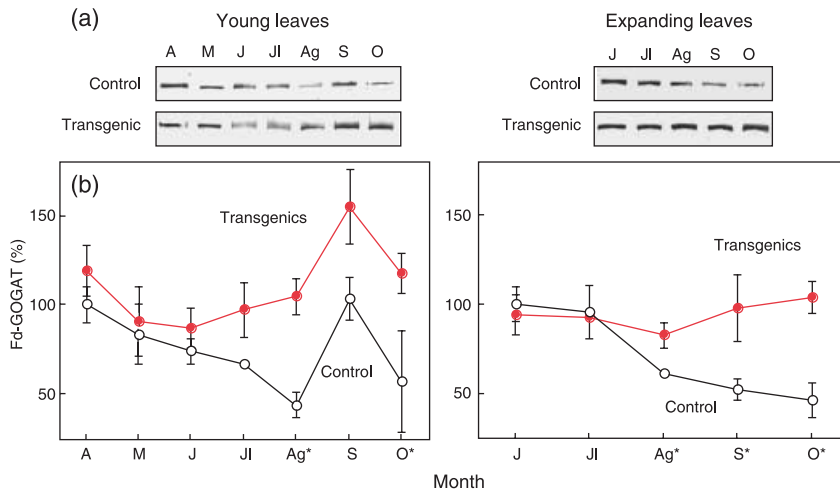 (a) Young leaves Expanding leaves
A M J Jl Ag S O J Jl Ag S O
Control Control
Transgenic Transgenic
(b)
Transgenics
Transgenics
Control
Control
Fd-GOGAT (%)
150 150
100 100
50 50
A M J Jl Ag* S O* J Jl Ag* S* O*
Month